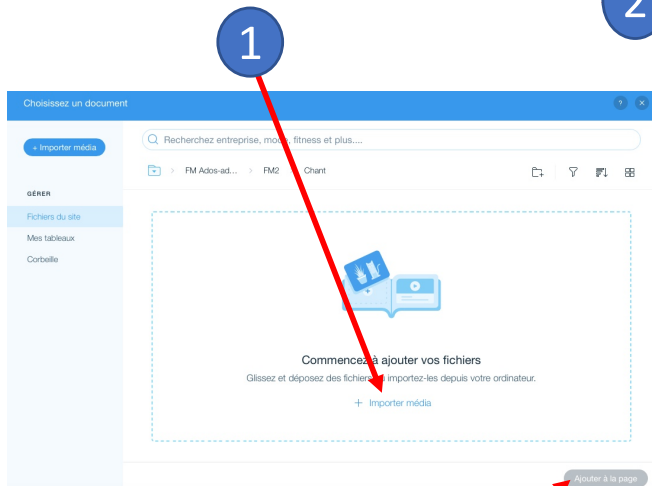 2
1
Choisissez un document
? ×
+ Importer média
Recherchez entreprise, mode, fitness et plus....
> FM Ados-ad... > FM2 Chant
GÉRER
Fichiers du site
Mes tableaux
Corbeille
Commencez à ajouter vos fichiers
Glissez et déposez des fichiers importez-les depuis votre ordinateur.
+ Importer média
Ajouter à la page